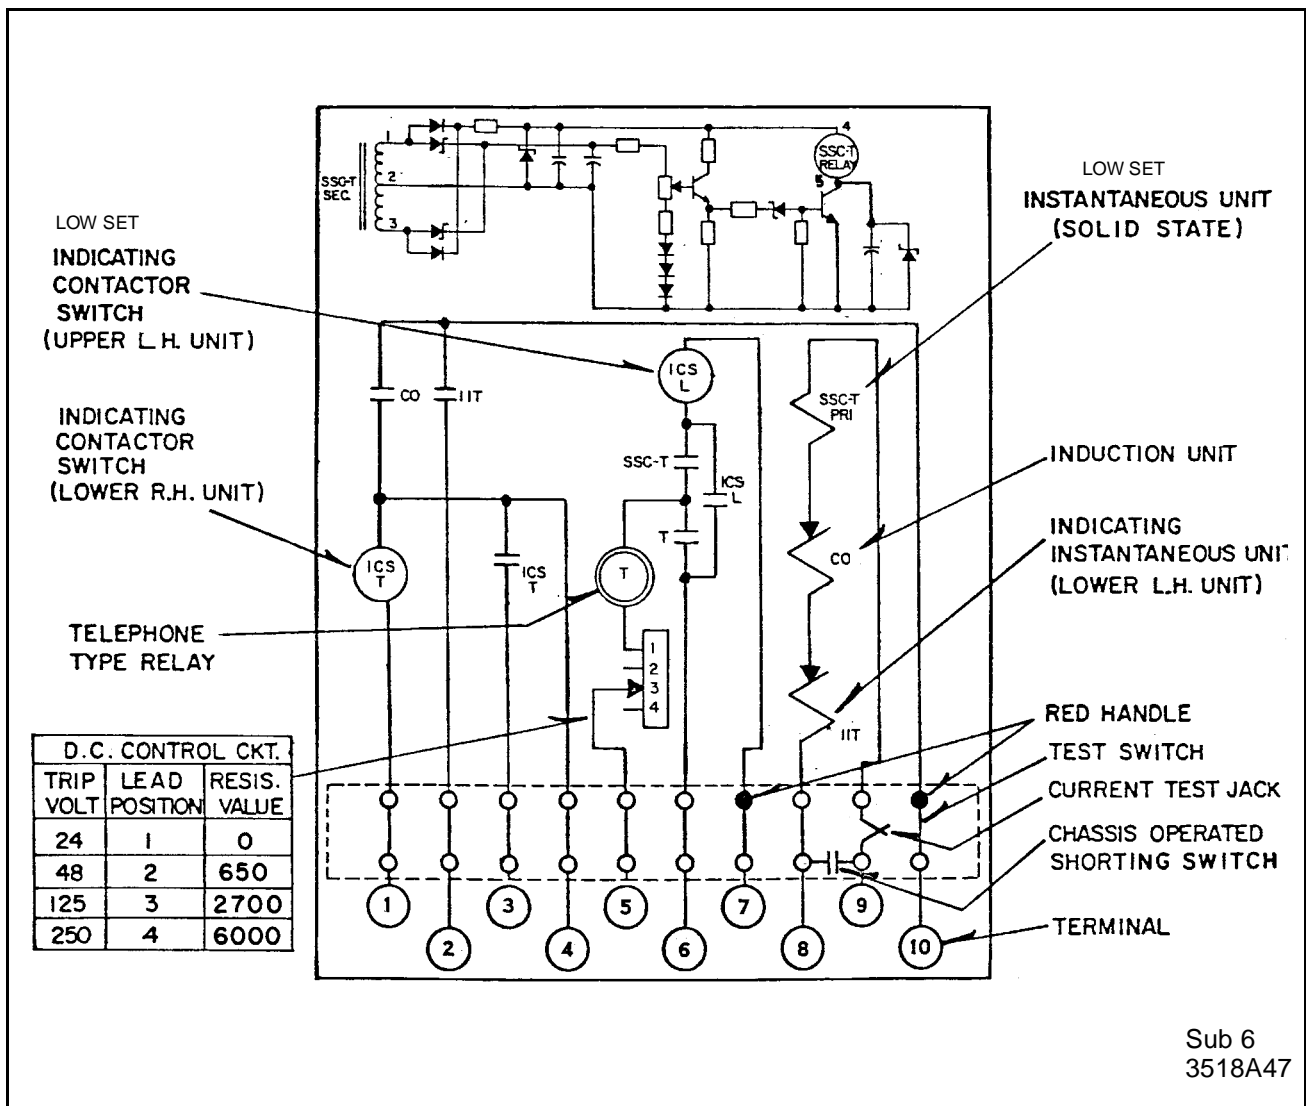 1
2
3
SSC-T
SEC.
4
SSC-T
RELAY
5
LOW SET
INDICATING
CONTACTOR
SWITCH
(UPPER L.H. UNIT)
INDICATING
CONTACTOR
SWITCH
(LOWER R.H. UNIT)
TELEPHONE
TYPE RELAY
LOW SET
INSTANTANEOUS UNIT
(SOLID STATE)
INDUCTION UNIT
INDICATING
INSTANTANEOUS UNIT
(LOWER L.H. UNIT)
RED HANDLE
TEST SWITCH
CURRENT TEST JACK
CHASSIS OPERATED
SHORTING SWITCH
TERMINAL
CO
IIT
ICS
L
SSC-T
ICS
L
T
SSC-T
PRI
CO
IIT
ICS
T
ICS
T
T
1
2
3
4
D.C. CONTROL CKT.
TRIP VOLT LEAD POSITION RESIS. VALUE
24 1 0
48 2 650
125 3 2700
250 4 6000
1 3 5 7 9
2 4 6 8 10
Sub 6
3518A47